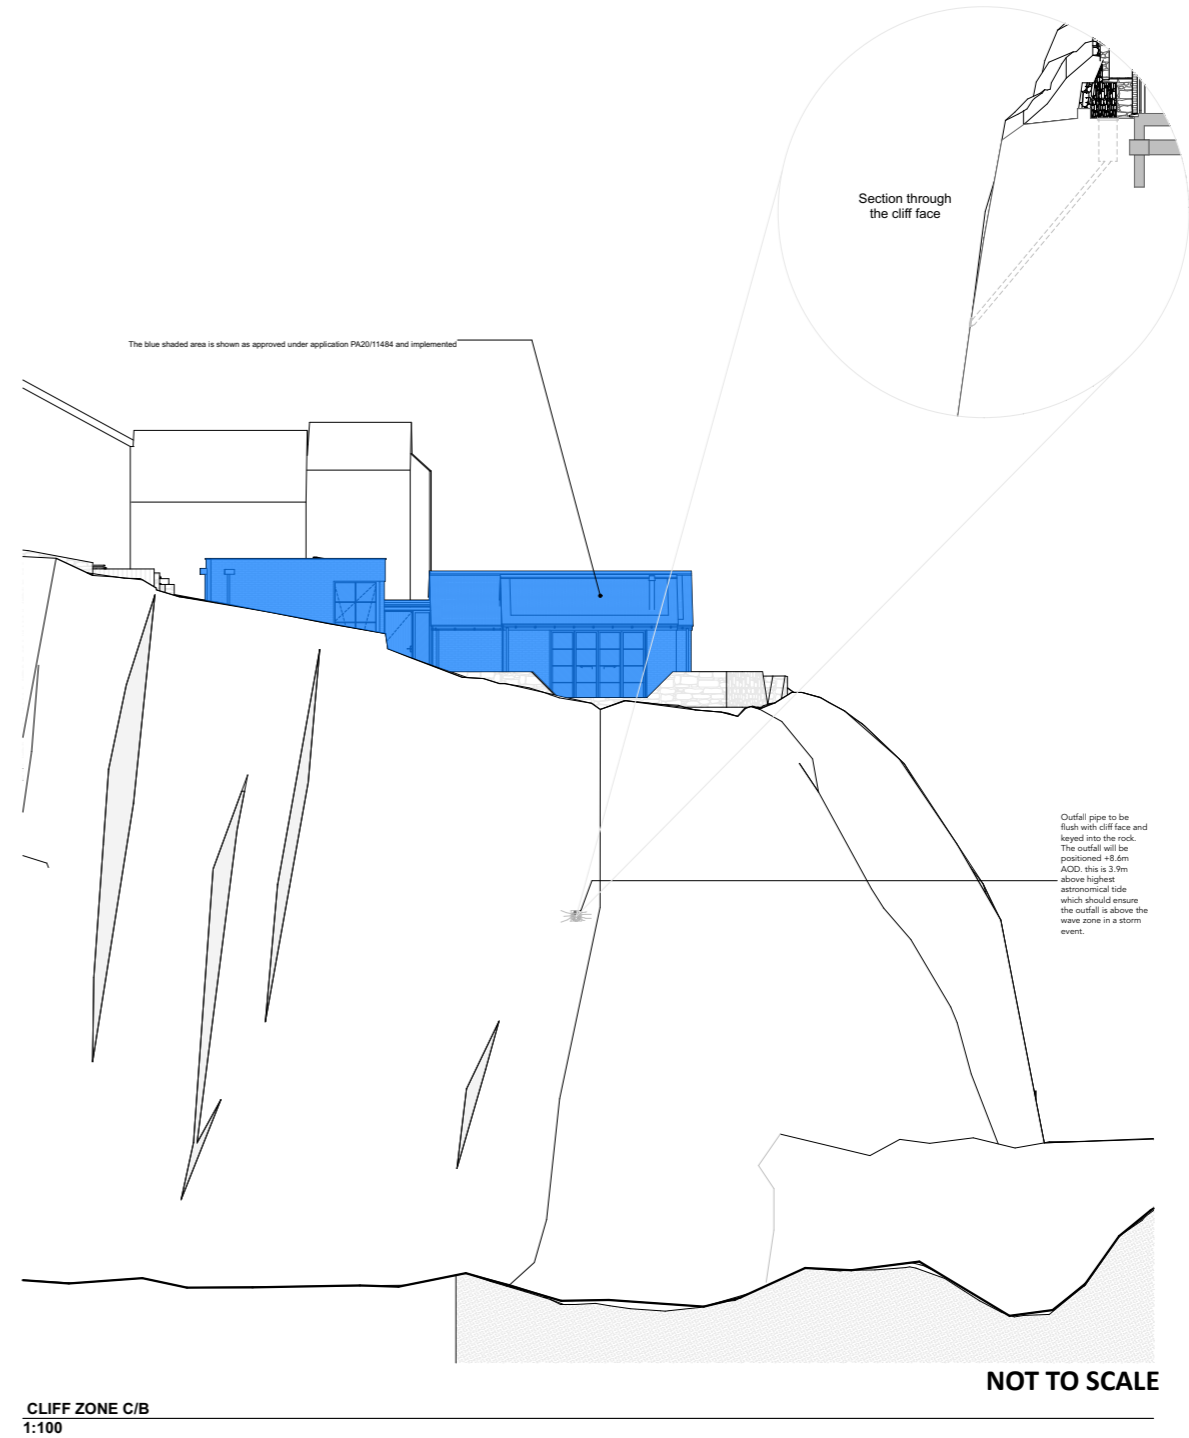 Section through
the cliff face
The blue shaded area is shown as approved under application PA20/11484 and implemented
Outfall pipe to be
flush with cliff face and
keyed into the rock.
The outfall will be
positioned +8.6m
AOD. this is 3.9m
above highest
astronomical tide
which should ensure
the outfall is above the
wave zone in a storm
event.
NOT TO SCALE
CLIFF ZONE C/B
1:100